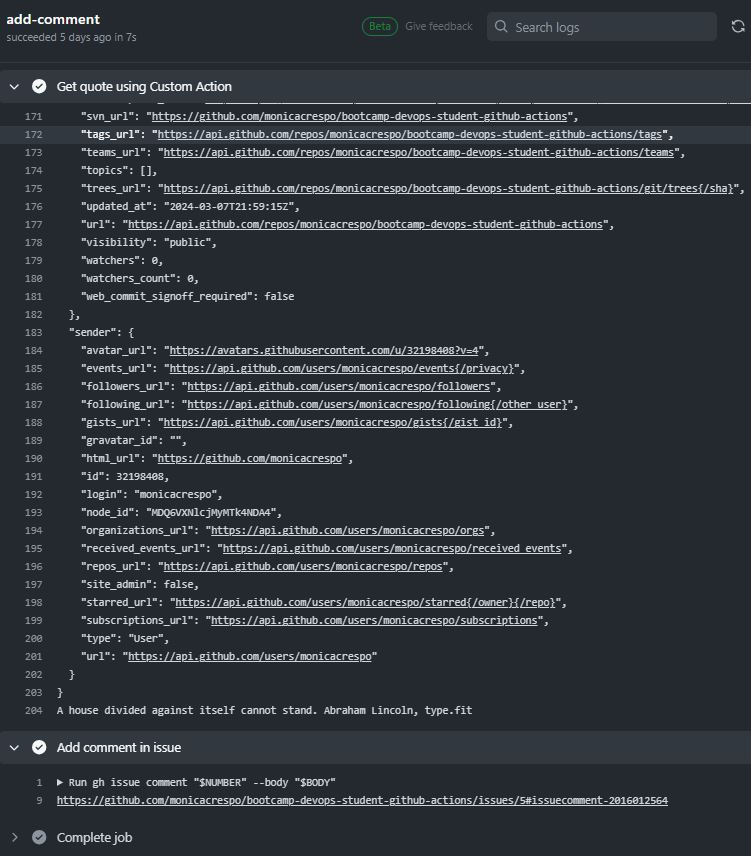 add-comment
succeeded 5 days ago in 7s
Beta Give feedback Search logs
Get quote using Custom Action
171 "svn_url": "https://github.com/monicacrespo/bootcamp-devops-student-github-actions",
172 "tags_url": "https://api.github.com/repos/monicacrespo/bootcamp-devops-student-github-actions/tags",
173 "teams_url": "https://api.github.com/repos/monicacrespo/bootcamp-devops-student-github-actions/teams",
174 "topics": [],
175 "trees_url": "https://api.github.com/repos/monicacrespo/bootcamp-devops-student-github-actions/git/trees{/sha}",
176 "updated_at": "2024-03-07T21:59:15Z",
177 "url": "https://api.github.com/repos/monicacrespo/bootcamp-devops-student-github-actions",
178 "visibility": "public",
179 "watchers": 0,
180 "watchers_count": 0,
181 "web_commit_signoff_required": false
182 },
183 "sender": {
184 "avatar_url": "https://avatars.githubusercontent.com/u/32198408?v=4",
185 "events_url": "https://api.github.com/users/monicacrespo/events{/privacy}",
186 "followers_url": "https://api.github.com/users/monicacrespo/followers",
187 "following_url": "https://api.github.com/users/monicacrespo/following{/other_user}",
188 "gists_url": "https://api.github.com/users/monicacrespo/gists{/gist_id}",
189 "gravatar_id": "",
190 "html_url": "https://github.com/monicacrespo",
191 "id": 32198408,
192 "login": "monicacrespo",
193 "node_id": "MDQ6VXNlcjMyMTk4NDA4",
194 "organizations_url": "https://api.github.com/users/monicacrespo/orgs",
195 "received_events_url": "https://api.github.com/users/monicacrespo/received_events",
196 "repos_url": "https://api.github.com/users/monicacrespo/repos",
197 "site_admin": false,
198 "starred_url": "https://api.github.com/users/monicacrespo/starred{/owner}{/repo}",
199 "subscriptions_url": "https://api.github.com/users/monicacrespo/subscriptions",
200 "type": "User",
201 "url": "https://api.github.com/users/monicacrespo"
202 }
203 }
204 A house divided against itself cannot stand. Abraham Lincoln, type.fit
Add comment in issue
1 ▶ Run gh issue comment "$NUMBER" --body "$BODY"
9 https://github.com/monicacrespo/bootcamp-devops-student-github-actions/issues/5#issuecomment-2016012564
Complete job